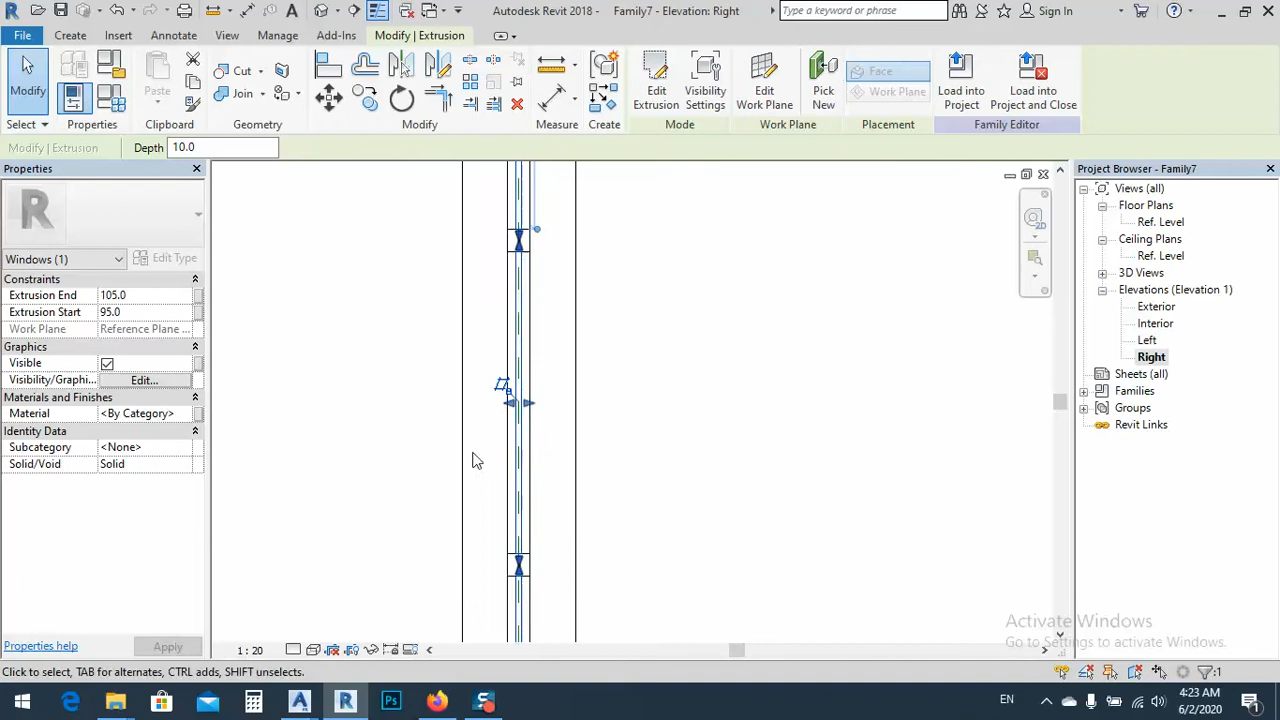 Autodesk Revit 2018 -    Family7 - Elevation: Right
Type a keyword or phrase
Sign In
File Create Insert Annotate View Manage Add-Ins Modify | Extrusion
Modify
Paste
Cut
Join
Edit Extrusion
Visibility Settings
Edit Work Plane
Pick New
Face
Work Plane
Load into Project
Load into Project and Close
Select Properties Clipboard Geometry Modify Measure Create Mode Work Plane Placement Family Editor
Modify | Extrusion Depth 10.0
Properties
R
Windows (1) Edit Type
Constraints
Extrusion End 105.0
Extrusion Start 95.0
Work Plane Reference Plane ...
Graphics
Visible
Visibility/Graphi... Edit...
Materials and Finishes
Material <By Category>
Identity Data
Subcategory <None>
Solid/Void Solid
Properties help Apply
2D
Project Browser - Family7
Views (all)
Floor Plans
Ref. Level
Ceiling Plans
Ref. Level
3D Views
Elevations (Elevation 1)
Exterior
Interior
Left
Right
Sheets (all)
Families
Groups
Revit Links
Activate Windows
Go to Settings to activate Windows.
1 : 20
Click to select, TAB for alternates, CTRL adds, SHIFT unselects.
:1
Ps
EN
4:23 AM
6/2/2020